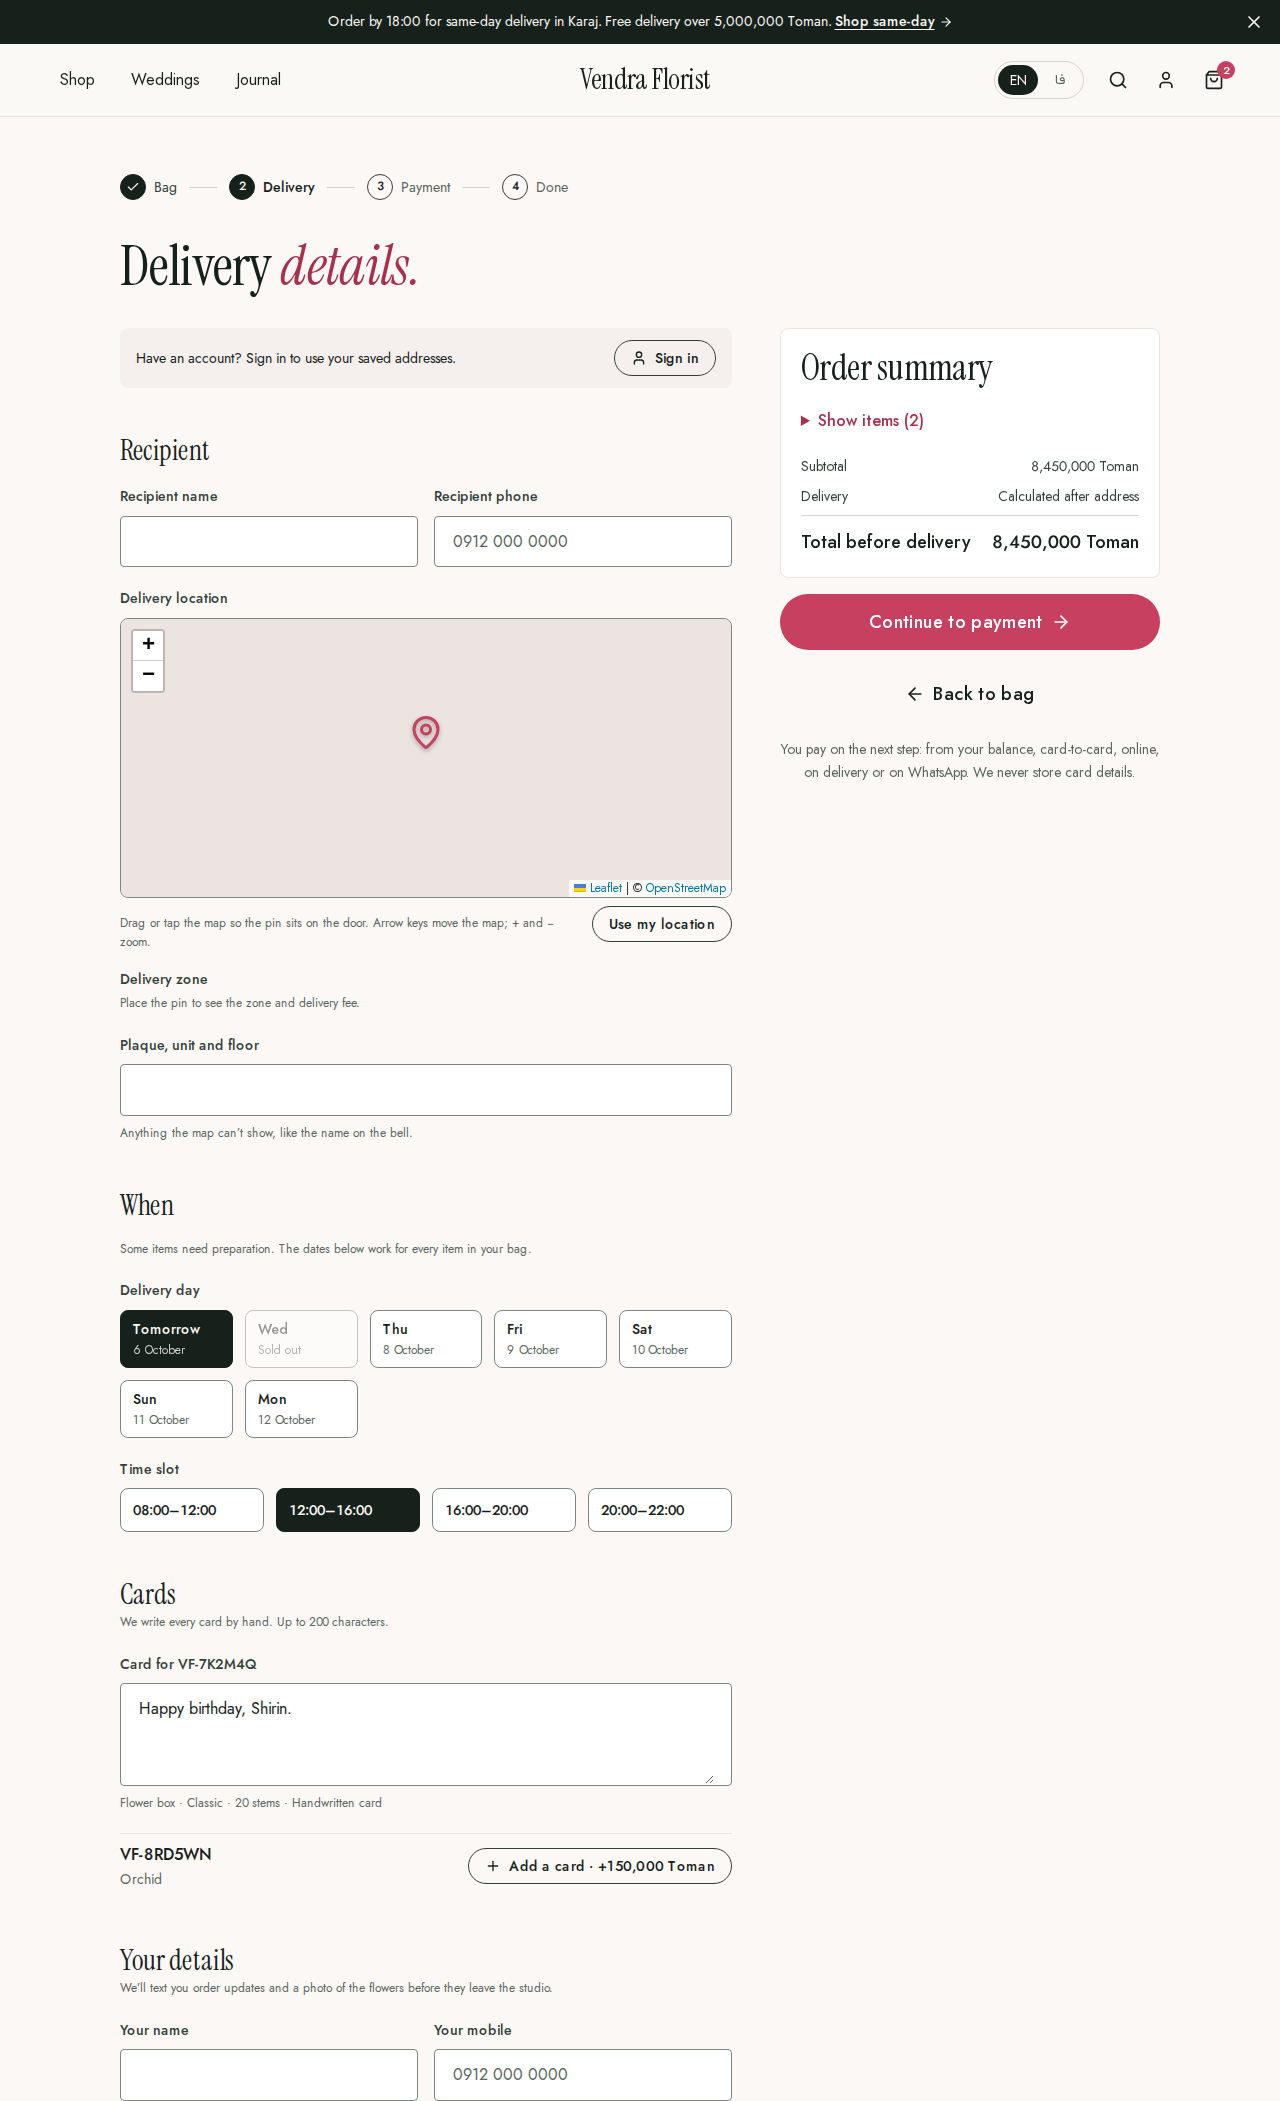 Order by 18:00 for same-day delivery in Karaj. Free delivery over 5,000,000 Toman. Shop same-day →
Shop
Weddings
Journal
Vendra Florist
EN
فا
2
Bag
2
Delivery
3
Payment
4
Done
Delivery details.
Have an account? Sign in to use your saved addresses.
Sign in
Recipient
Recipient name
Recipient phone
0912 000 0000
Delivery location
+
−
Leaflet | © OpenStreetMap
Drag or tap the map so the pin sits on the door. Arrow keys move the map; + and −
zoom.
Use my location
Delivery zone
Place the pin to see the zone and delivery fee.
Plaque, unit and floor
Anything the map can’t show, like the name on the bell.
When
Some items need preparation. The dates below work for every item in your bag.
Delivery day
Tomorrow
6 October
Wed
Sold out
Thu
8 October
Fri
9 October
Sat
10 October
Sun
11 October
Mon
12 October
Time slot
08:00–12:00
12:00–16:00
16:00–20:00
20:00–22:00
Cards
We write every card by hand. Up to 200 characters.
Card for VF-7K2M4Q
Happy birthday, Shirin.
Flower box · Classic · 20 stems · Handwritten card
VF-8RD5WN
Orchid
Add a card · +150,000 Toman
Your details
We’ll text you order updates and a photo of the flowers before they leave the studio.
Your name
Your mobile
0912 000 0000
Order summary
Show items (2)
Subtotal
8,450,000 Toman
Delivery
Calculated after address
Total before delivery
8,450,000 Toman
Continue to payment →
← Back to bag
You pay on the next step: from your balance, card-to-card, online,
on delivery or on WhatsApp. We never store card details.